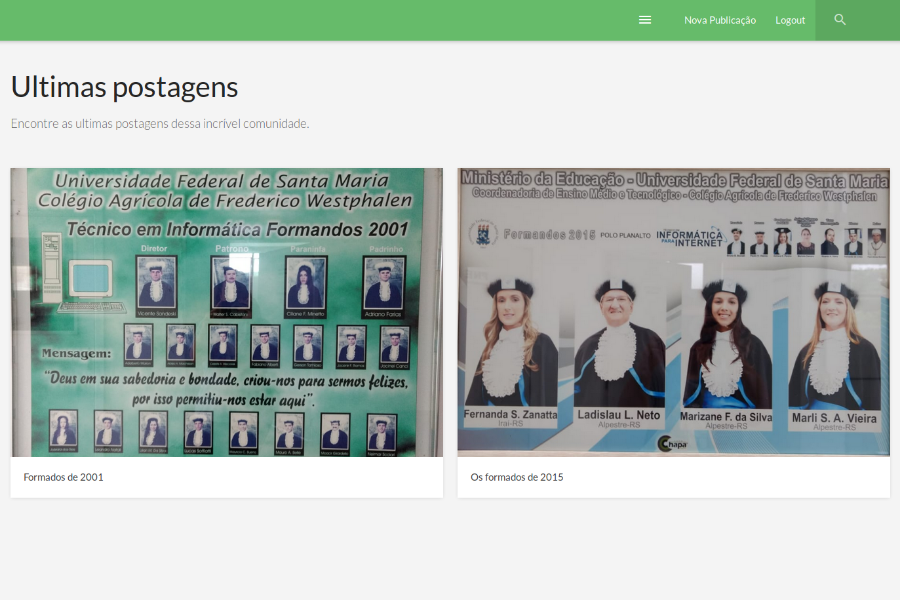 Nova Publicação
Logout
Ultimas postagens
Encontre as ultimas postagens dessa incrível comunidade.
Universidade Federal de Santa Maria
Colégio Agrícola de Frederico Westphalen
Técnico em Informática Formandos 2001
Diretor
Patrono
Paraninfa
Padrinho
Adriano Farias
Mensagem:
"Deus em sua sabedoria e bondade, criou-nos para sermos felizes,
por isso permitiu-nos estar aqui".
Formados de 2001
Ministério da Educação - Universidade Federal de Santa Maria
Coordenadoria de Ensino Médio e Tecnológico - Colégio Agrícola de Frederico Westphalen
Formandos 2015
POLO PLANALTO
INFORMÁTICA
PARA INTERNET
Fernanda S. Zanatta
Iraí-RS
Ladislau L. Neto
Alpestre-RS
Marizane F. da Silva
Alpestre-RS
Marli S. A. Vieira
Alpestre-RS
Chapa
Os formados de 2015